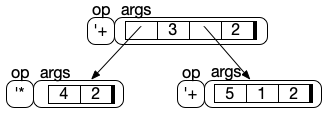 op args
'+ 3 2
op args op args
'* 4 2 '+ 5 1 2